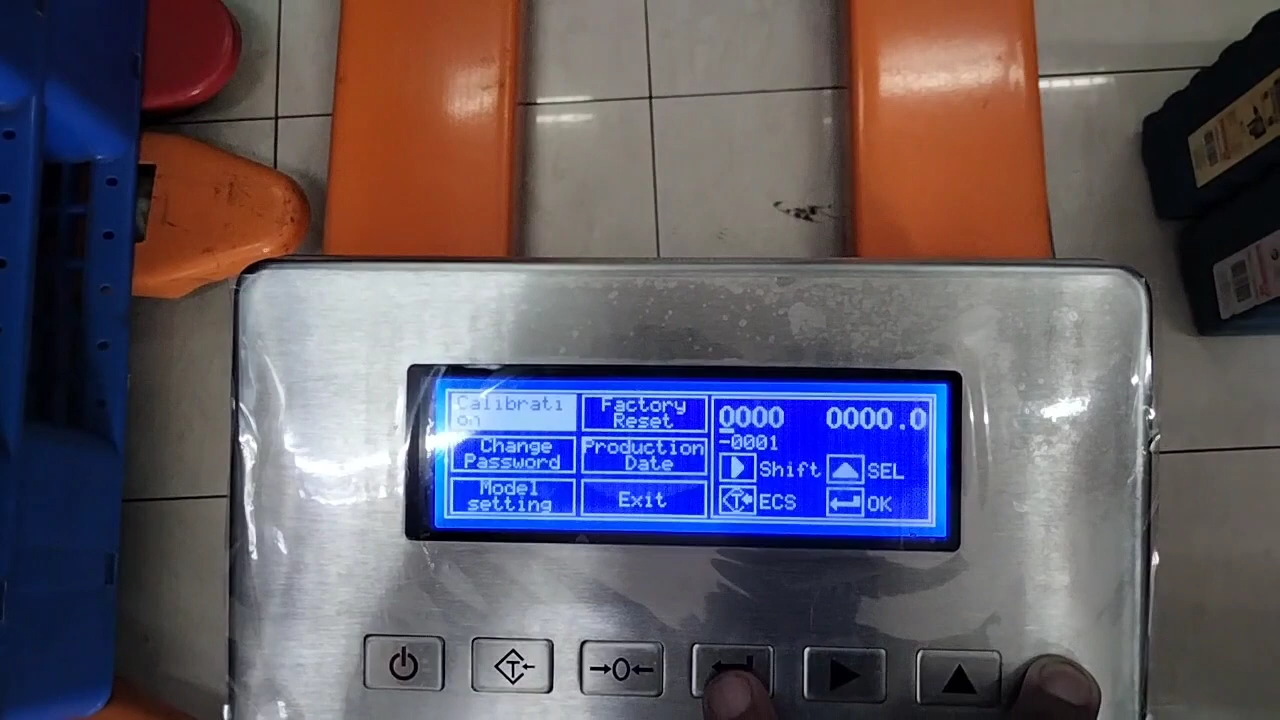 Calibrati
on
Factory
Reset
Change
Password
Production
Date
Model
setting
Exit
0000 0000.0
-0001
Shift SEL
T ECS OK
T
→0←